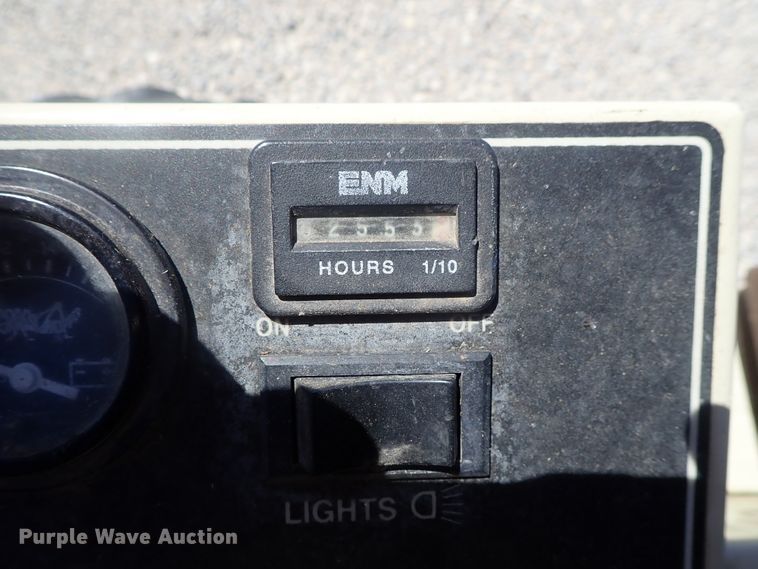 ENM
2555
HOURS 1/10
ON OFF
LIGHTS
Purple Wave Auction